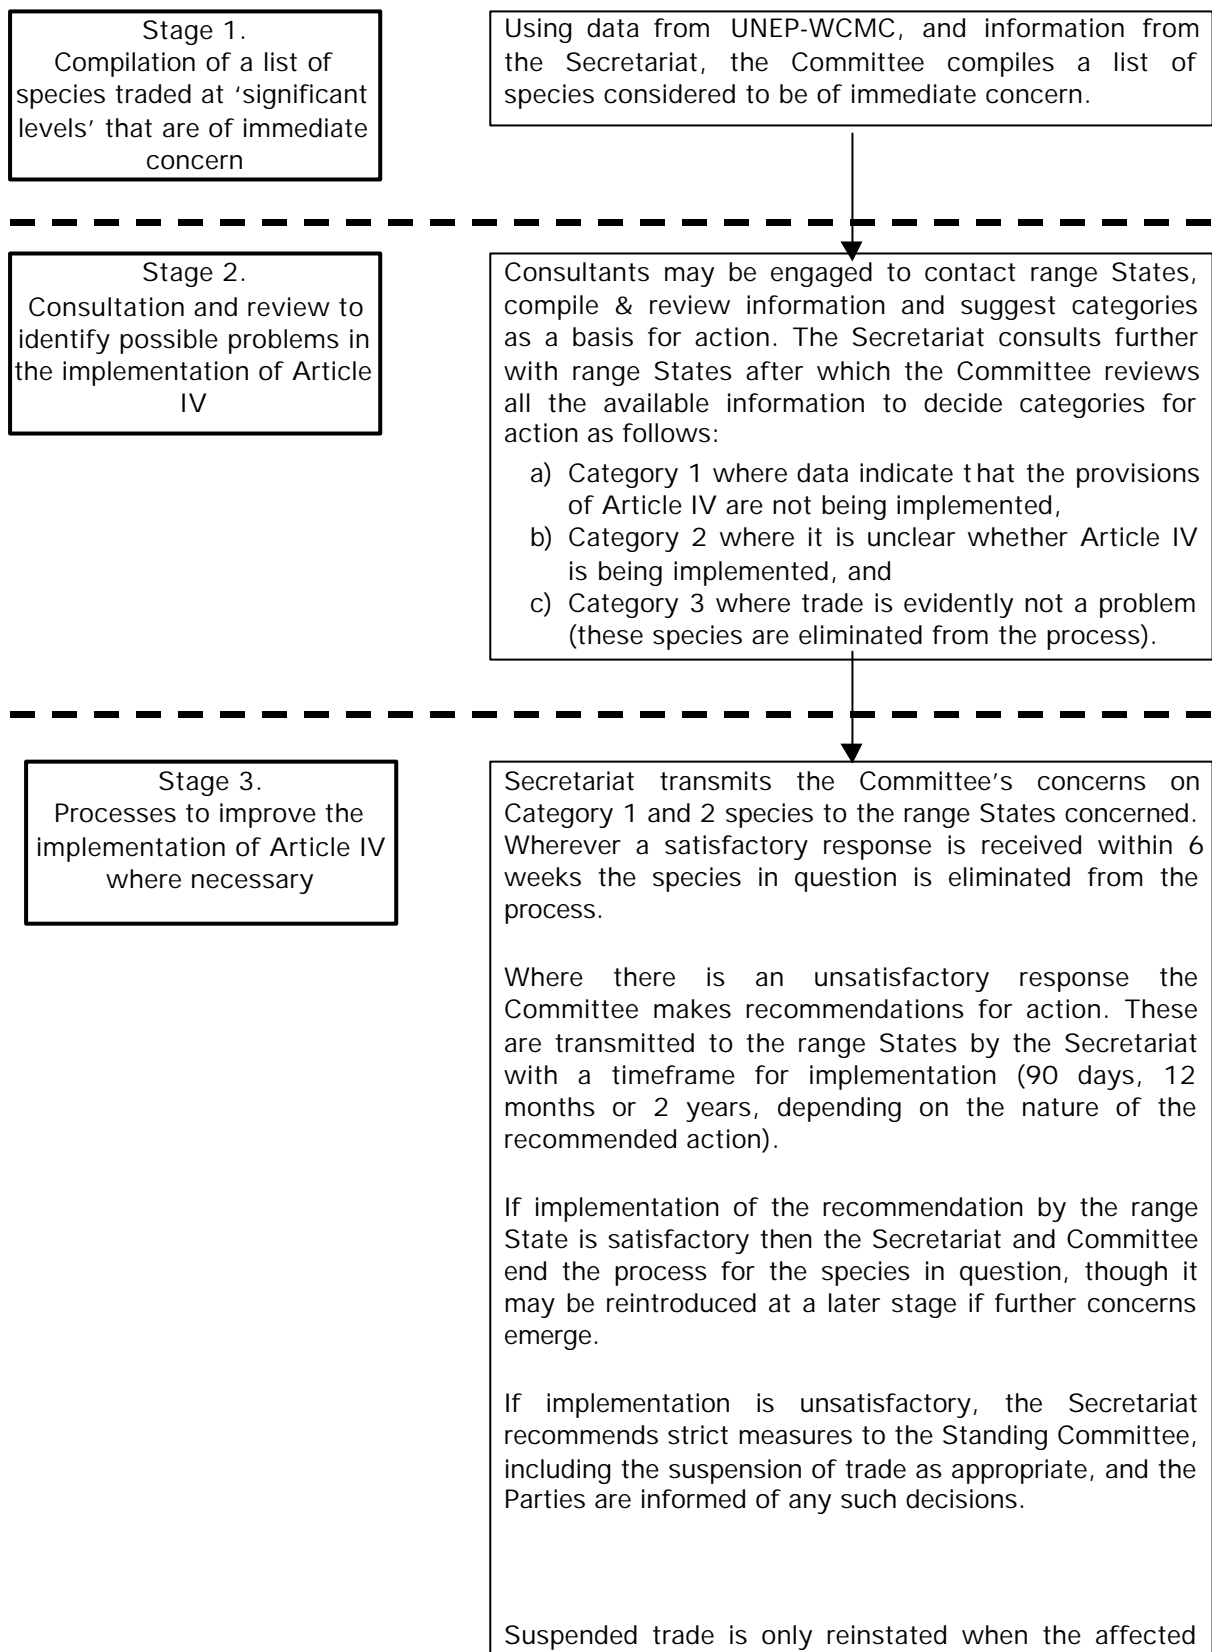 Stage 1.
Compilation of a list of
species traded at ‘significant
levels’ that are of immediate
concern
Using data from UNEP-WCMC, and information from
the Secretariat, the Committee compiles a list of
species considered to be of immediate concern.
Stage 2.
Consultation and review to
identify possible problems in
the implementation of Article
IV
Consultants may be engaged to contact range States,
compile & review information and suggest categories
as a basis for action. The Secretariat consults further
with range States after which the Committee reviews
all the available information to decide categories for
action as follows:
a) Category 1 where data indicate that the provisions
of Article IV are not being implemented,
b) Category 2 where it is unclear whether Article IV
is being implemented, and
c) Category 3 where trade is evidently not a problem
(these species are eliminated from the process).
Stage 3.
Processes to improve the
implementation of Article IV
where necessary
Secretariat transmits the Committee’s concerns on
Category 1 and 2 species to the range States concerned.
Wherever a satisfactory response is received within 6
weeks the species in question is eliminated from the
process.
Where there is an unsatisfactory response the
Committee makes recommendations for action. These
are transmitted to the range States by the Secretariat
with a timeframe for implementation (90 days, 12
months or 2 years, depending on the nature of the
recommended action).
If implementation of the recommendation by the range
State is satisfactory then the Secretariat and Committee
end the process for the species in question, though it
may be reintroduced at a later stage if further concerns
emerge.
If implementation is unsatisfactory, the Secretariat
recommends strict measures to the Standing Committee,
including the suspension of trade as appropriate, and the
Parties are informed of any such decisions.
Suspended trade is only reinstated when the affected